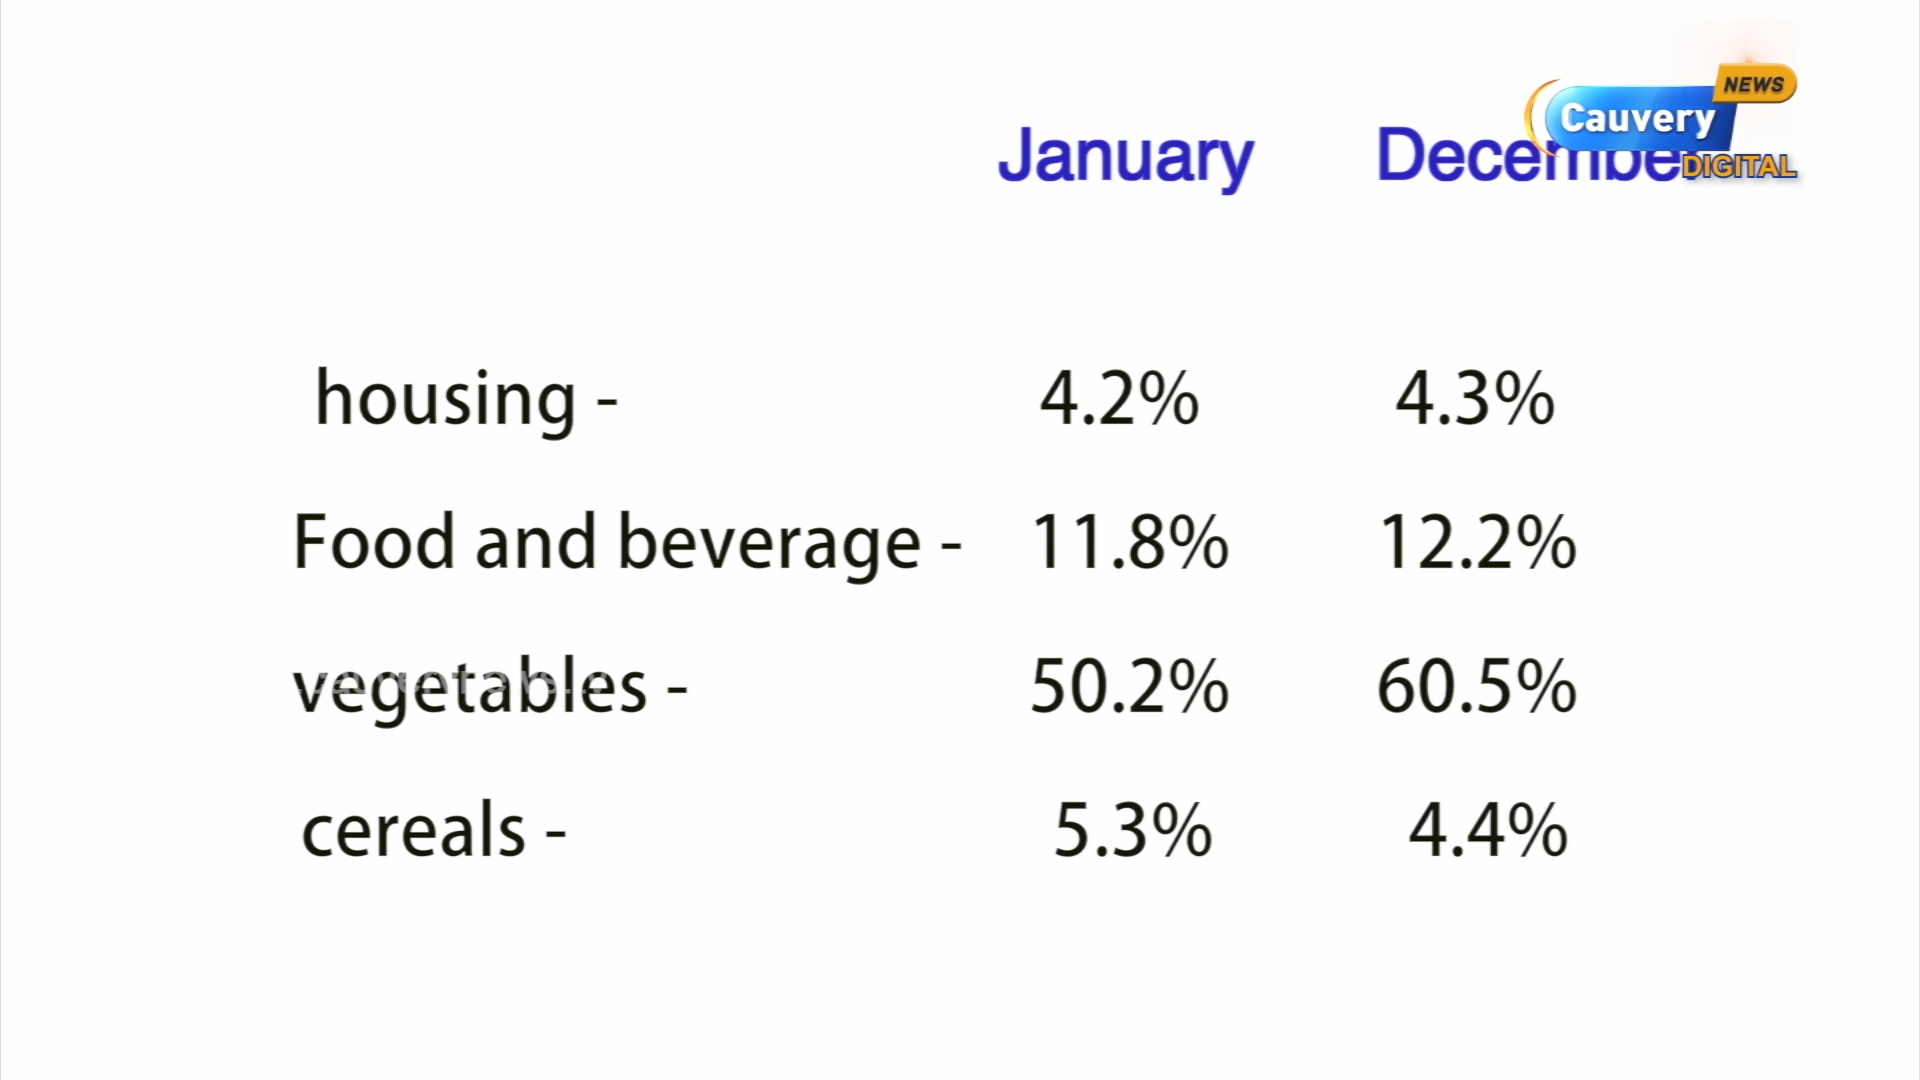 NEWS
Cauvery
DIGITAL
January December
housing - 4.2% 4.3%
Food and beverage - 11.8% 12.2%
vegetables - 50.2% 60.5%
cereals - 5.3% 4.4%